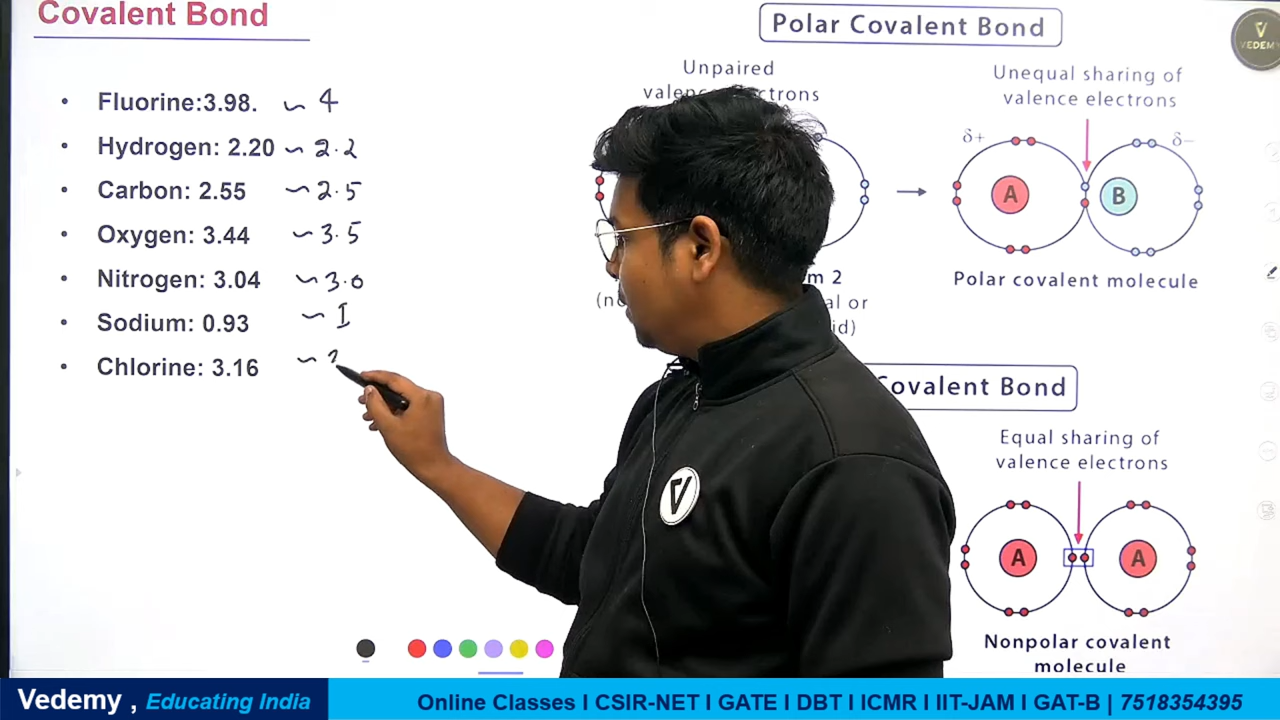 Covalent Bond
• Fluorine:3.98. ~ 4
• Hydrogen: 2.20 ~ 2.2
• Carbon: 2.55 ~ 2.5
• Oxygen: 3.44 ~ 3.5
• Nitrogen: 3.04 ~ 3.0
• Sodium: 0.93 ~ 1
• Chlorine: 3.16 ~
Polar Covalent Bond
Unpaired
valence electrons
Unequal sharing of
valence electrons
δ+
δ−
A
B
Polar covalent molecule
Covalent Bond
Equal sharing of
valence electrons
A
A
Nonpolar covalent
molecule
V
VEDEMY
Vedemy , Educating India
Online Classes I CSIR-NET I GATE I DBT I ICMR I IIT-JAM I GAT-B | 7518354395